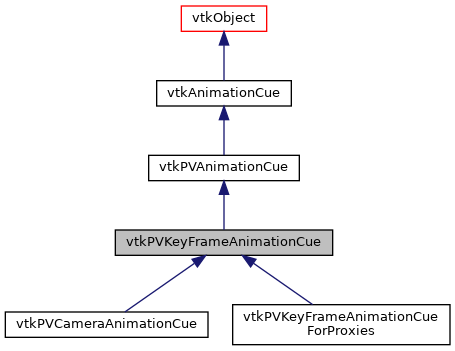 vtkObject
vtkAnimationCue
vtkPVAnimationCue
vtkPVKeyFrameAnimationCue
vtkPVCameraAnimationCue
vtkPVKeyFrameAnimationCue
ForProxies